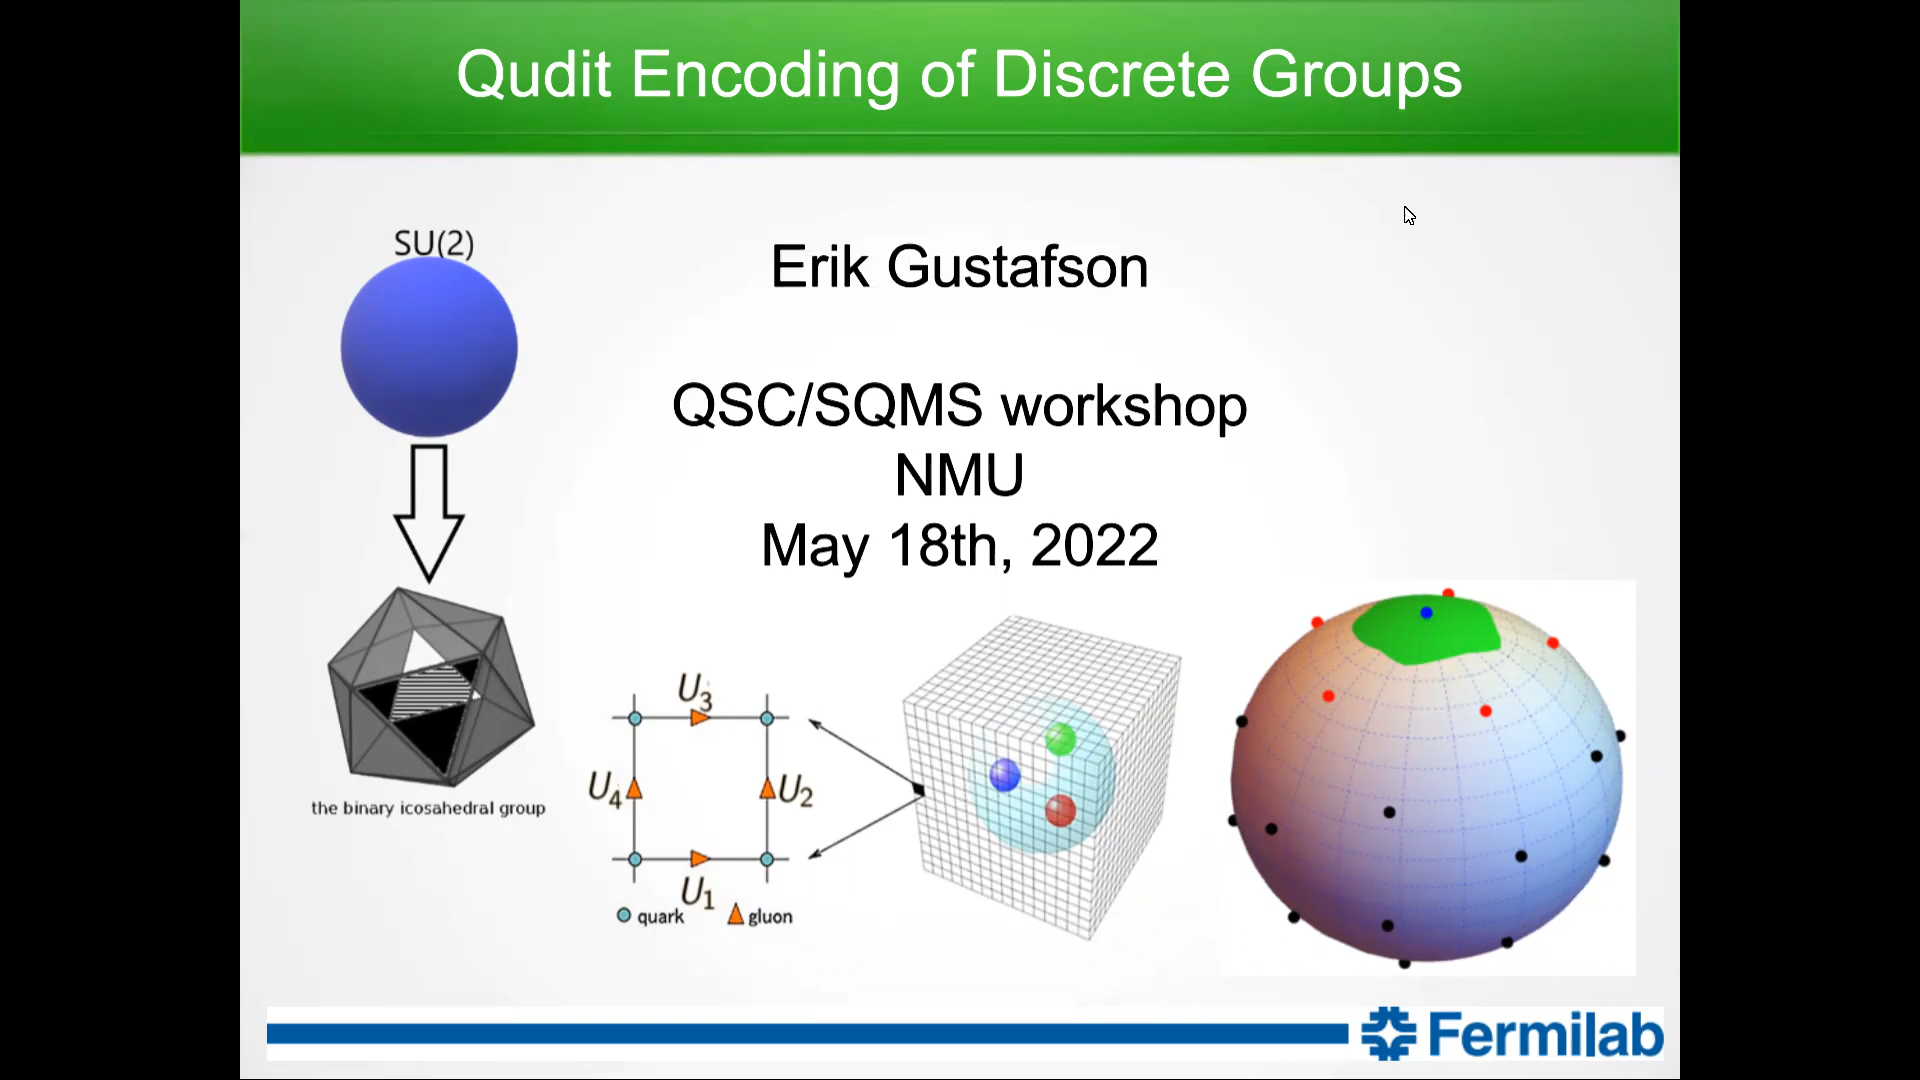 Qudit Encoding of Discrete Groups
SU(2)
Erik Gustafson
QSC/SQMS workshop
NMU
May 18th, 2022
the binary icosahedral group
U3
U4
U2
U1
quark
gluon
Fermilab